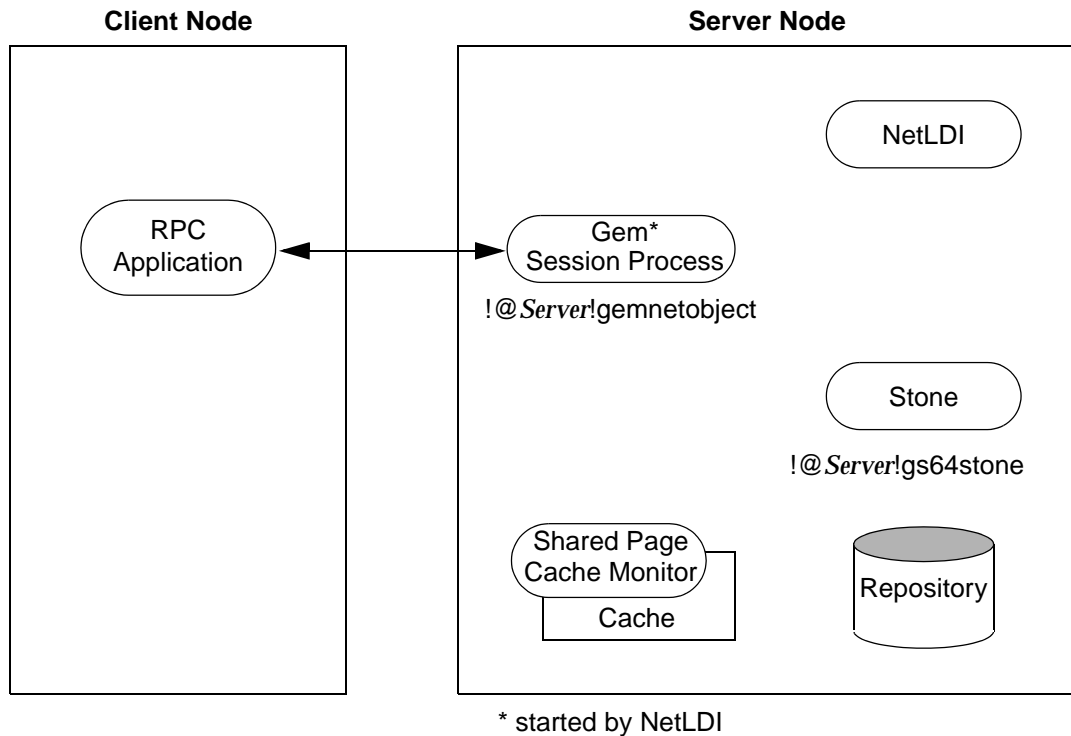 Client Node
Server Node
NetLDI
RPC
Application
Gem*
Session Process
!@Server!gemnetobject
Stone
!@Server!gs64stone
Shared Page
Cache Monitor
Cache
Repository
* started by NetLDI